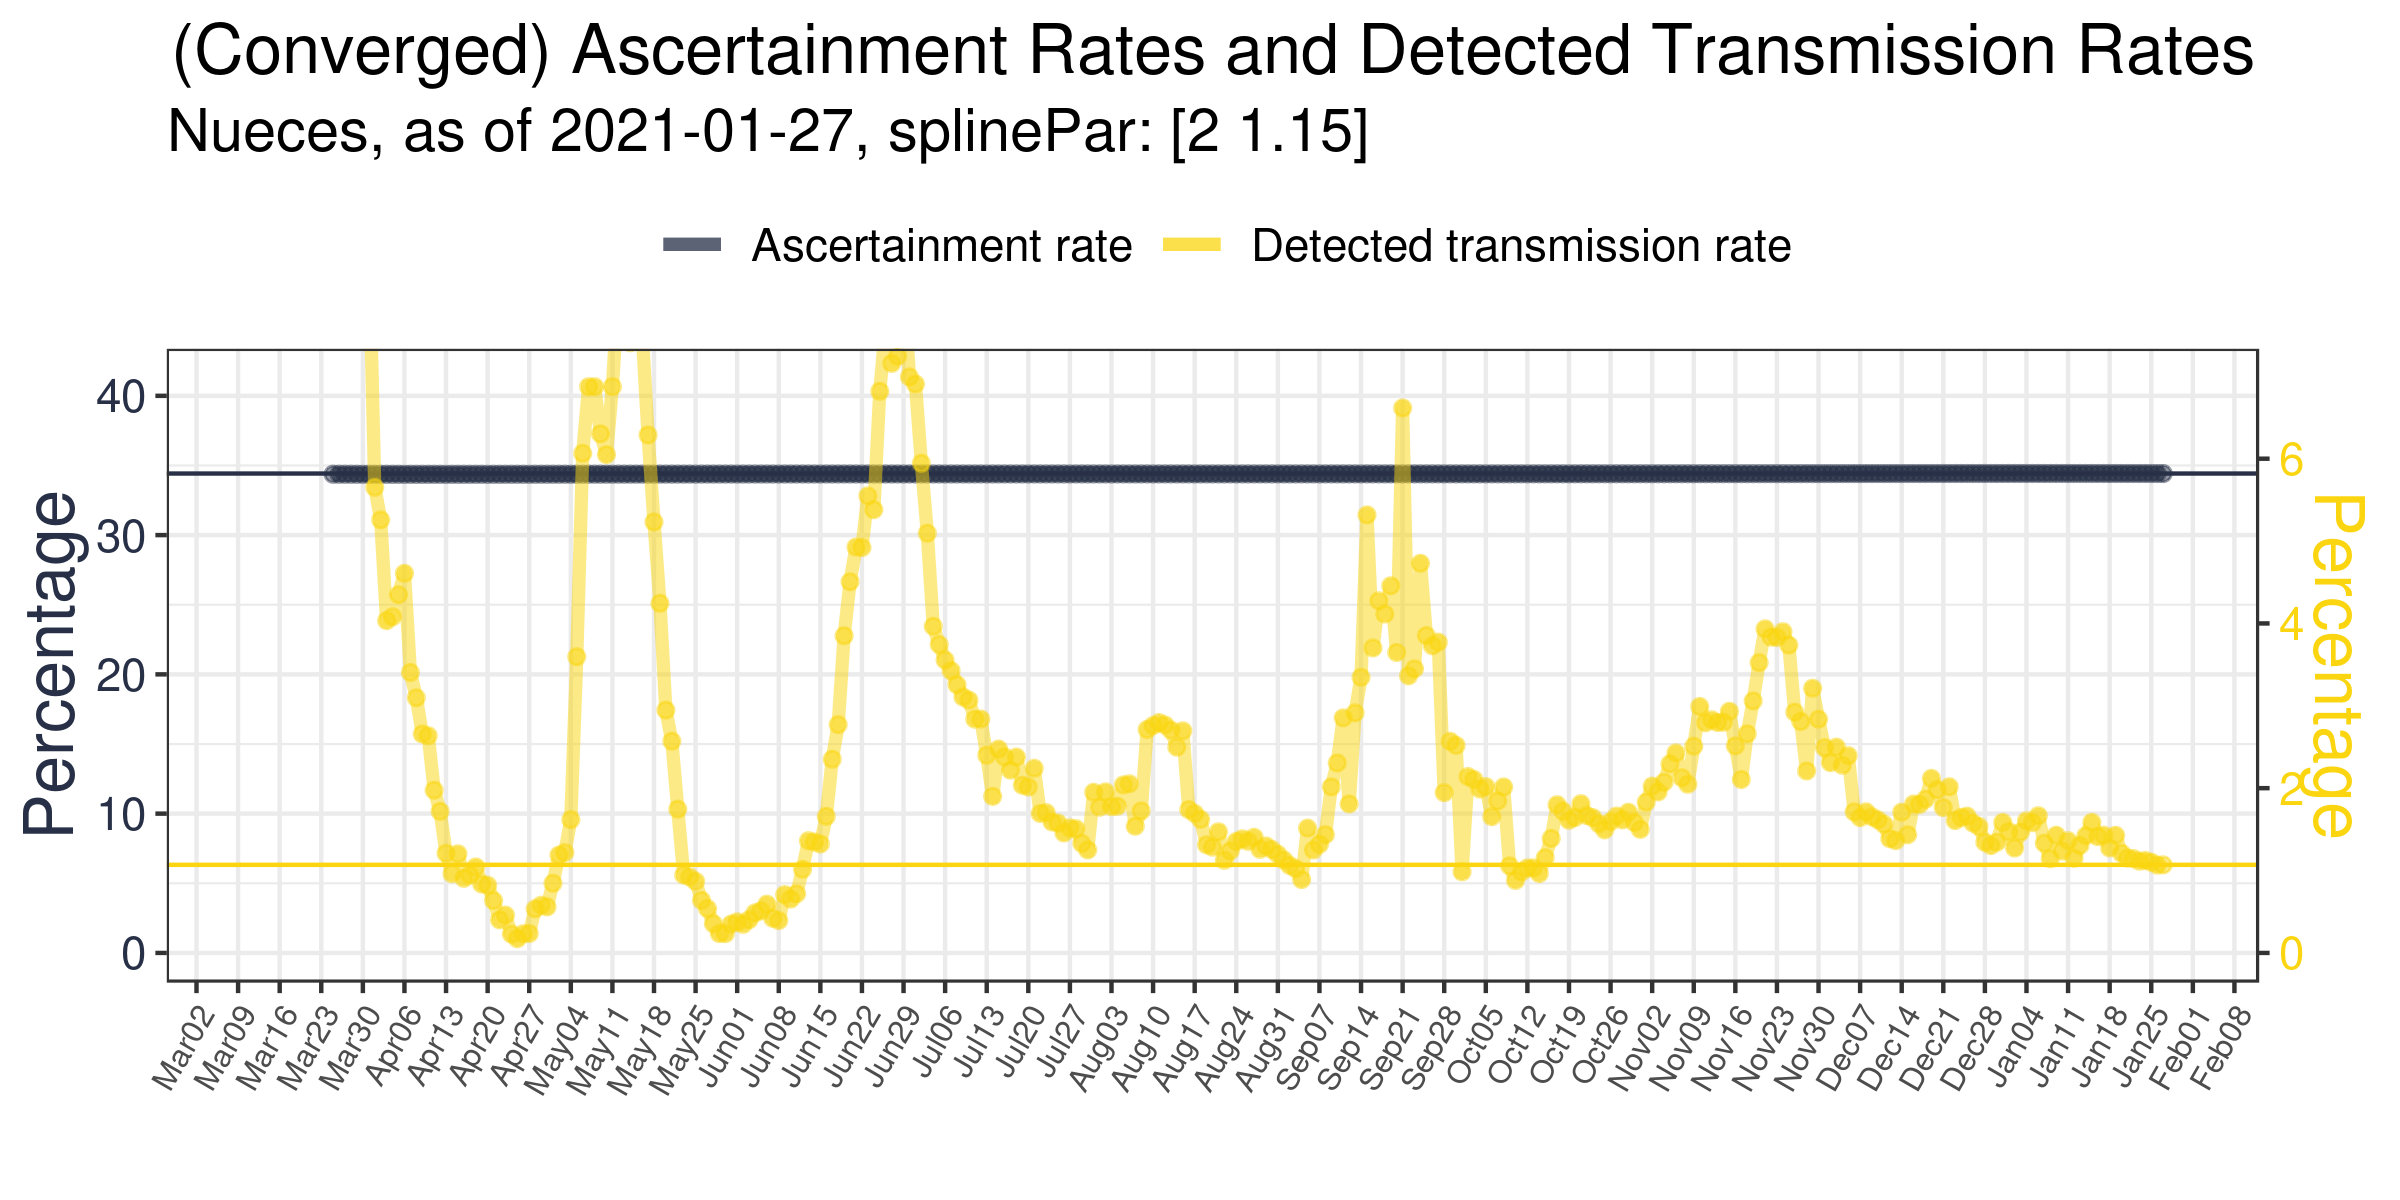 (Converged) Ascertainment Rates and Detected Transmission Rates
Nueces, as of 2021-01-27, splinePar: [2 1.15]
Ascertainment rate Detected transmission rate
Percentage
40
30
20
10
0
6
4
2
0
Percentage
Mar02 Mar09 Mar16 Mar23 Mar30 Apr06 Apr13 Apr20 Apr27 May04 May11 May18 May25 Jun01 Jun08 Jun15 Jun22 Jun29 Jul06 Jul13 Jul20 Jul27 Aug03 Aug10 Aug17 Aug24 Aug31 Sep07 Sep14 Sep21 Sep28 Oct05 Oct12 Oct19 Oct26 Nov02 Nov09 Nov16 Nov23 Nov30 Dec07 Dec14 Dec21 Dec28 Jan04 Jan11 Jan18 Jan25 Feb01 Feb08